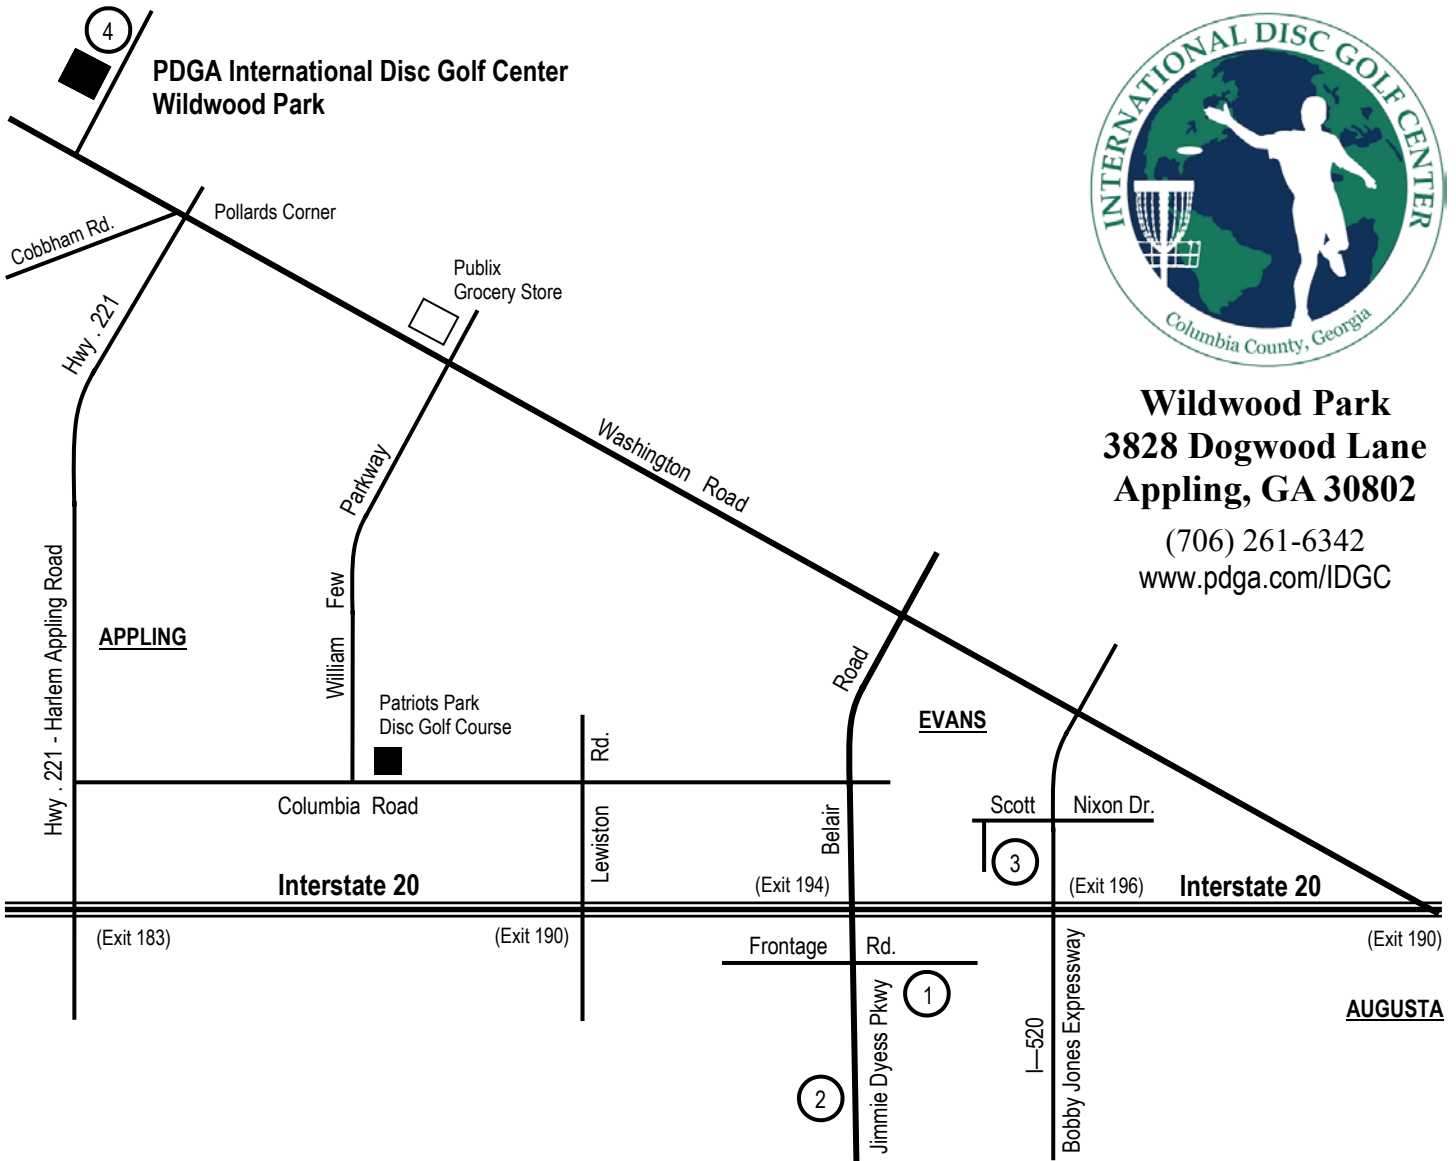 4
PDGA International Disc Golf Center
Wildwood Park
INTERNATIONAL DISC GOLF CENTER
Columbia County, Georgia
Wildwood Park
3828 Dogwood Lane
Appling, GA 30802
(706) 261-6342
www.pdga.com/IDGC
Pollards Corner
Cobbham Rd.
Publix
Grocery Store
Hwy . 221
Washington Road
Parkway
William Few
Hwy . 221 - Harlem Appling Road
APPLING
Patriots Park
Disc Golf Course
Road
EVANS
Rd.
Columbia Road
Lewiston
Belair
Scott Nixon Dr.
3
Interstate 20
(Exit 194)
(Exit 196)
Interstate 20
(Exit 183)
(Exit 190)
(Exit 190)
Frontage Rd.
1
AUGUSTA
Jimmie Dyess Pkwy
I—520
Bobby Jones Expressway
2